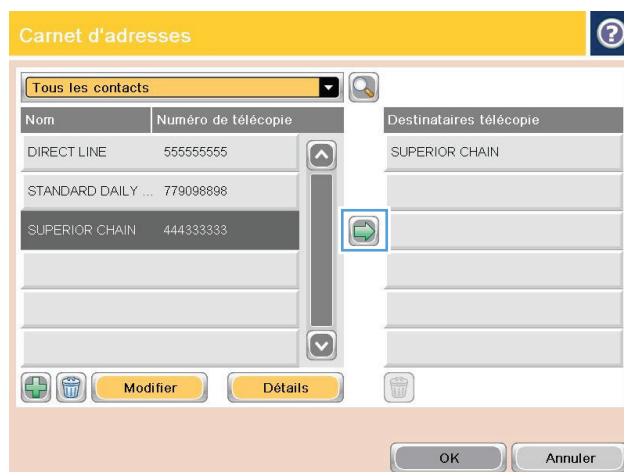 Carnet d'adresses ?
Tous les contacts
Nom Numéro de télécopie Destinataires télécopie
DIRECT LINE 555555555 SUPERIOR CHAIN
STANDARD DAILY ... 779098898
SUPERIOR CHAIN 444333333
Modifier Détails
OK Annuler